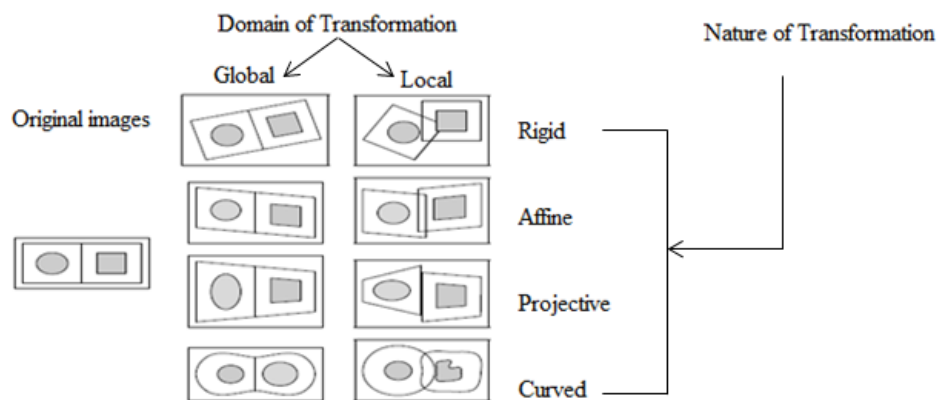 Domain of Transformation
Nature of Transformation
Global
Local
Original images
Rigid
Affine
Projective
Curved